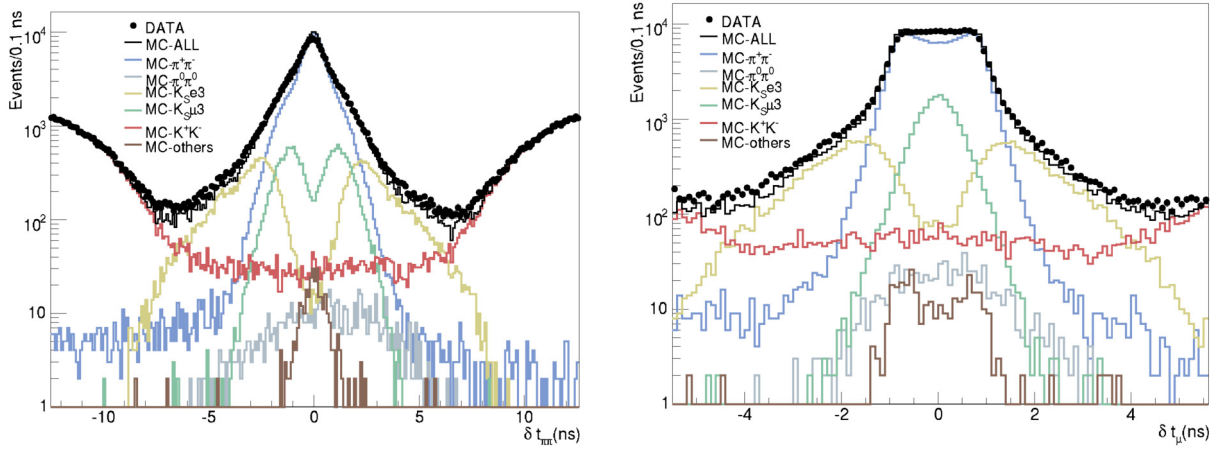 Events/0.1 ns
10⁴
10³
10²
10
1
DATA
MC-ALL
MC-π⁺π⁻
MC-π⁰π⁰
MC-K_Se3
MC-K_Sμ3
MC-K⁺K⁻
MC-others
-10 -5 0 5 10
δ t_ππ(ns)
Events/0.1 ns
10⁴
10³
10²
10
1
DATA
MC-ALL
MC-π⁺π⁻
MC-π⁰π⁰
MC-K_Se3
MC-K_Sμ3
MC-K⁺K⁻
MC-others
-4 -2 0 2 4
δ t_μ(ns)